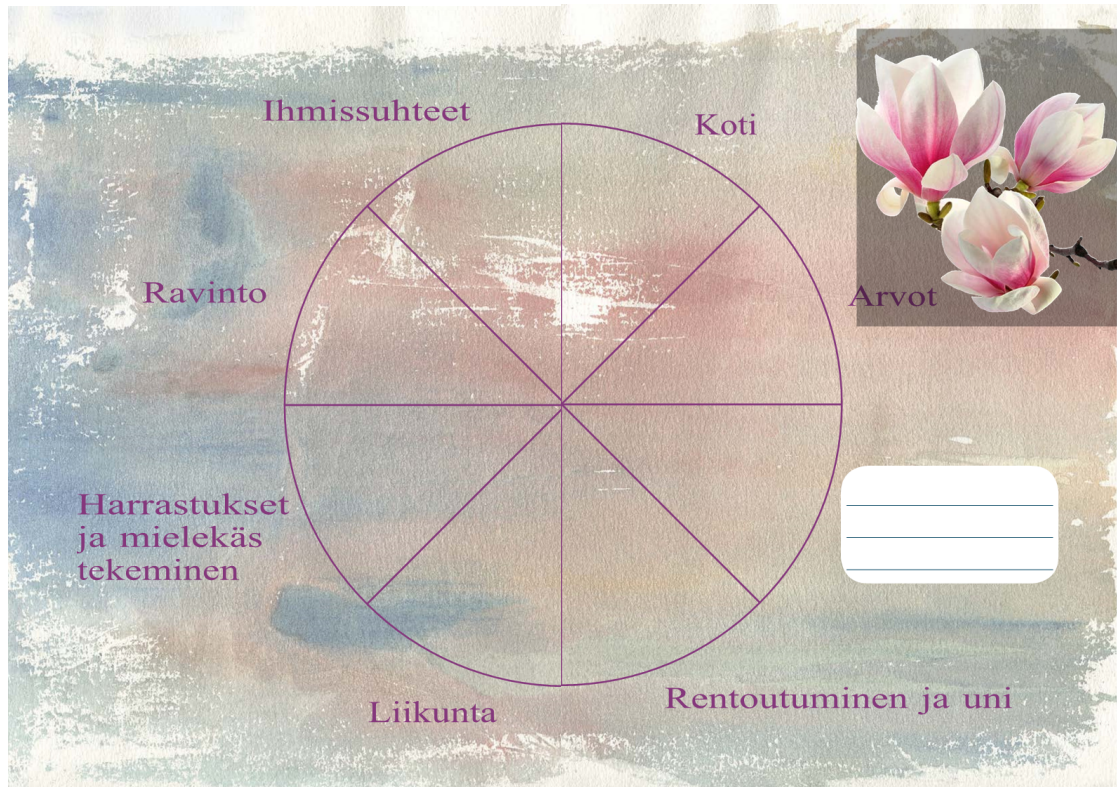 Ihmissuhteet
Koti
Ravinto
Arvot
Harrastukset
ja mielekäs
tekeminen
Liikunta
Rentoutuminen ja uni